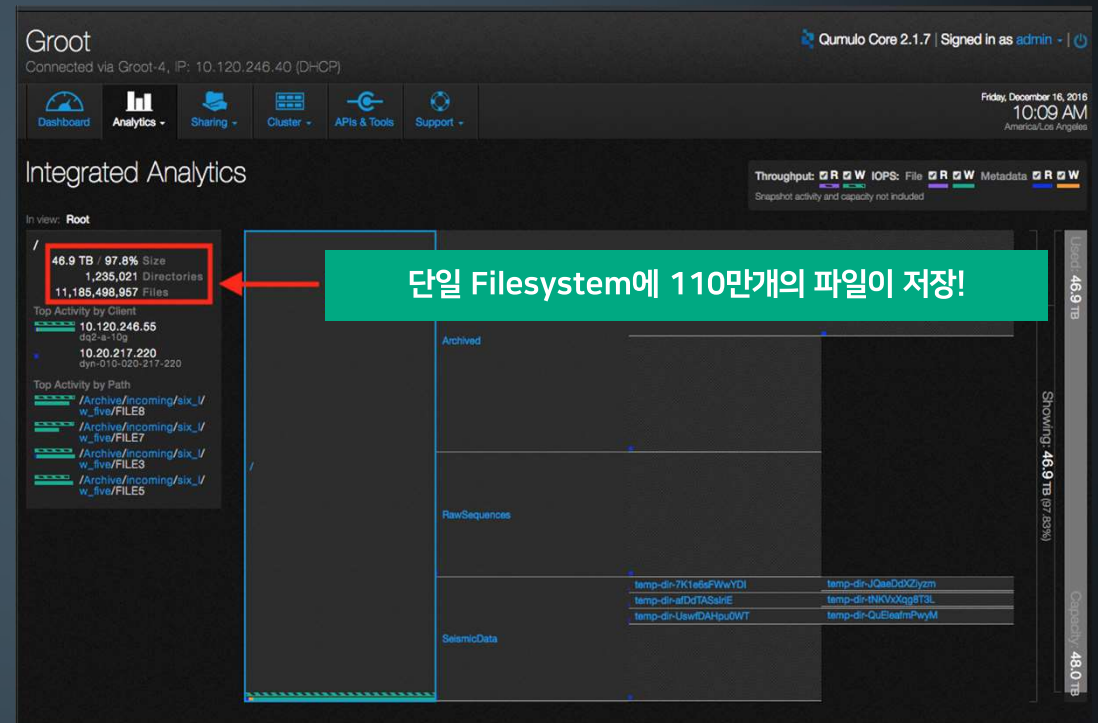 Groot
Qumulo Core 2.1.7 | Signed in as admin
Connected via Groot-4, IP: 10.120.246.40 (DHCP)
Dashboard
Analytics
Sharing
Cluster
APIs & Tools
Support
Friday, December 16, 2016
10:09 AM
America/Los Angeles
Integrated Analytics
Throughput: R W IOPS: File R W Metadata R W
Snapshot activity and capacity not included
In view: Root
/
46.9 TB / 97.8% Size
1,235,021 Directories
11,185,498,957 Files
단일 Filesystem에 110만개의 파일이 저장!
Top Activity by Client
10.120.246.55
dq2-a-10g
10.20.217.220
dyn-010-020-217-220
Top Activity by Path
/Archive/incoming/six_l/
w_five/FILE8
/Archive/incoming/six_l/
w_five/FILE7
/Archive/incoming/six_l/
w_five/FILE3
/Archive/incoming/six_l/
w_five/FILE5
/
Archived
RawSequences
SeismicData
temp-dir-7K1e6sFWwYDI
temp-dir-JQaeDdXZiyzm
temp-dir-afDdTASslriE
temp-dir-tNKVxXqg8T3L
temp-dir-UswfDAHpu0WT
temp-dir-QuEleafmPwyM
Showing: 46.9 TB (97.83%)
Used: 46.9 TB
Capacity: 48.0 TB